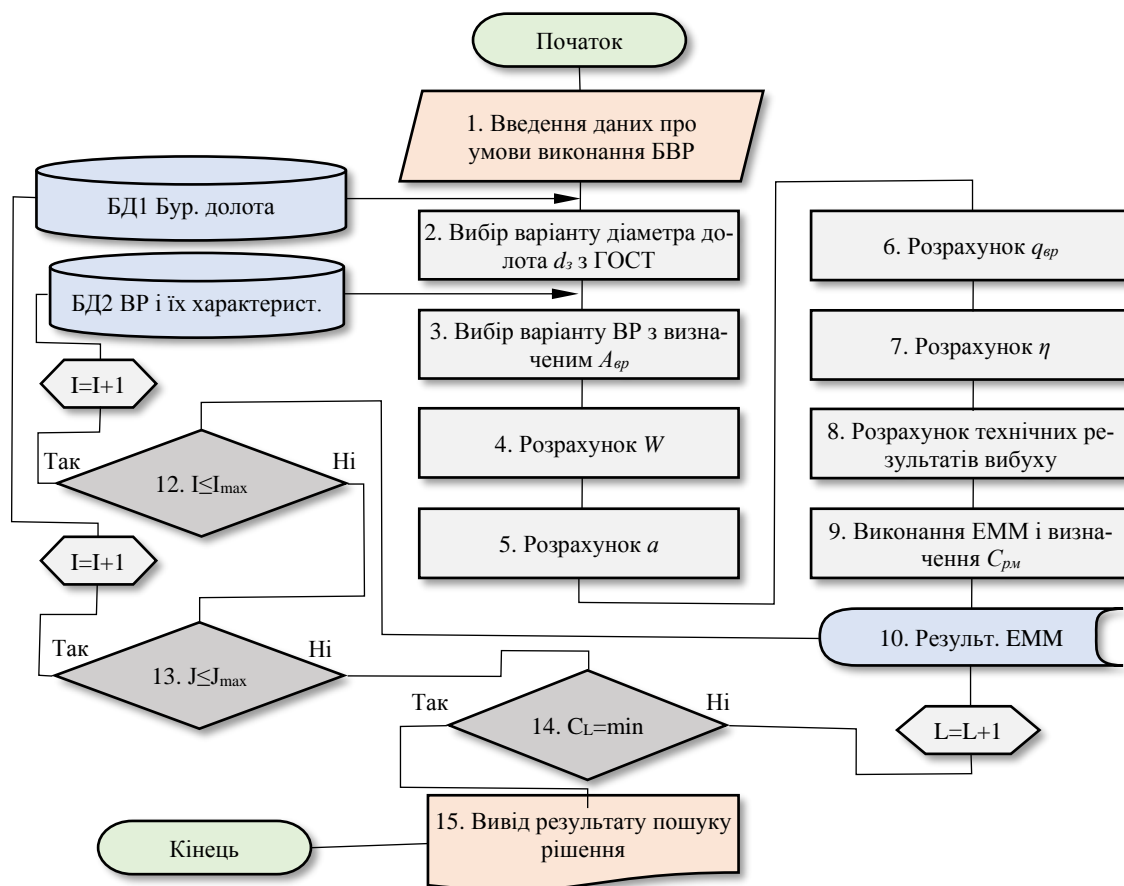 Початок
1. Введення даних про
умови виконання БВР
БД1 Бур. долота
2. Вибір варіанту діаметра до-
лота dз з ГОСТ
БД2 ВР і їх характерист.
3. Вибір варіанту ВР з визна-
ченим Aвр
I=I+1
4. Розрахунок W
Так
Ні
12. I≤Imax
5. Розрахунок a
I=I+1
6. Розрахунок qвр
7. Розрахунок η
8. Розрахунок технічних ре-
зультатів вибуху
9. Виконання ЕММ і визна-
чення Cрм
10. Результ. ЕММ
Так
Ні
13. J≤Jmax
Так
Ні
14. CL=min
L=L+1
15. Вивід результату пошуку
рішення
Кінець